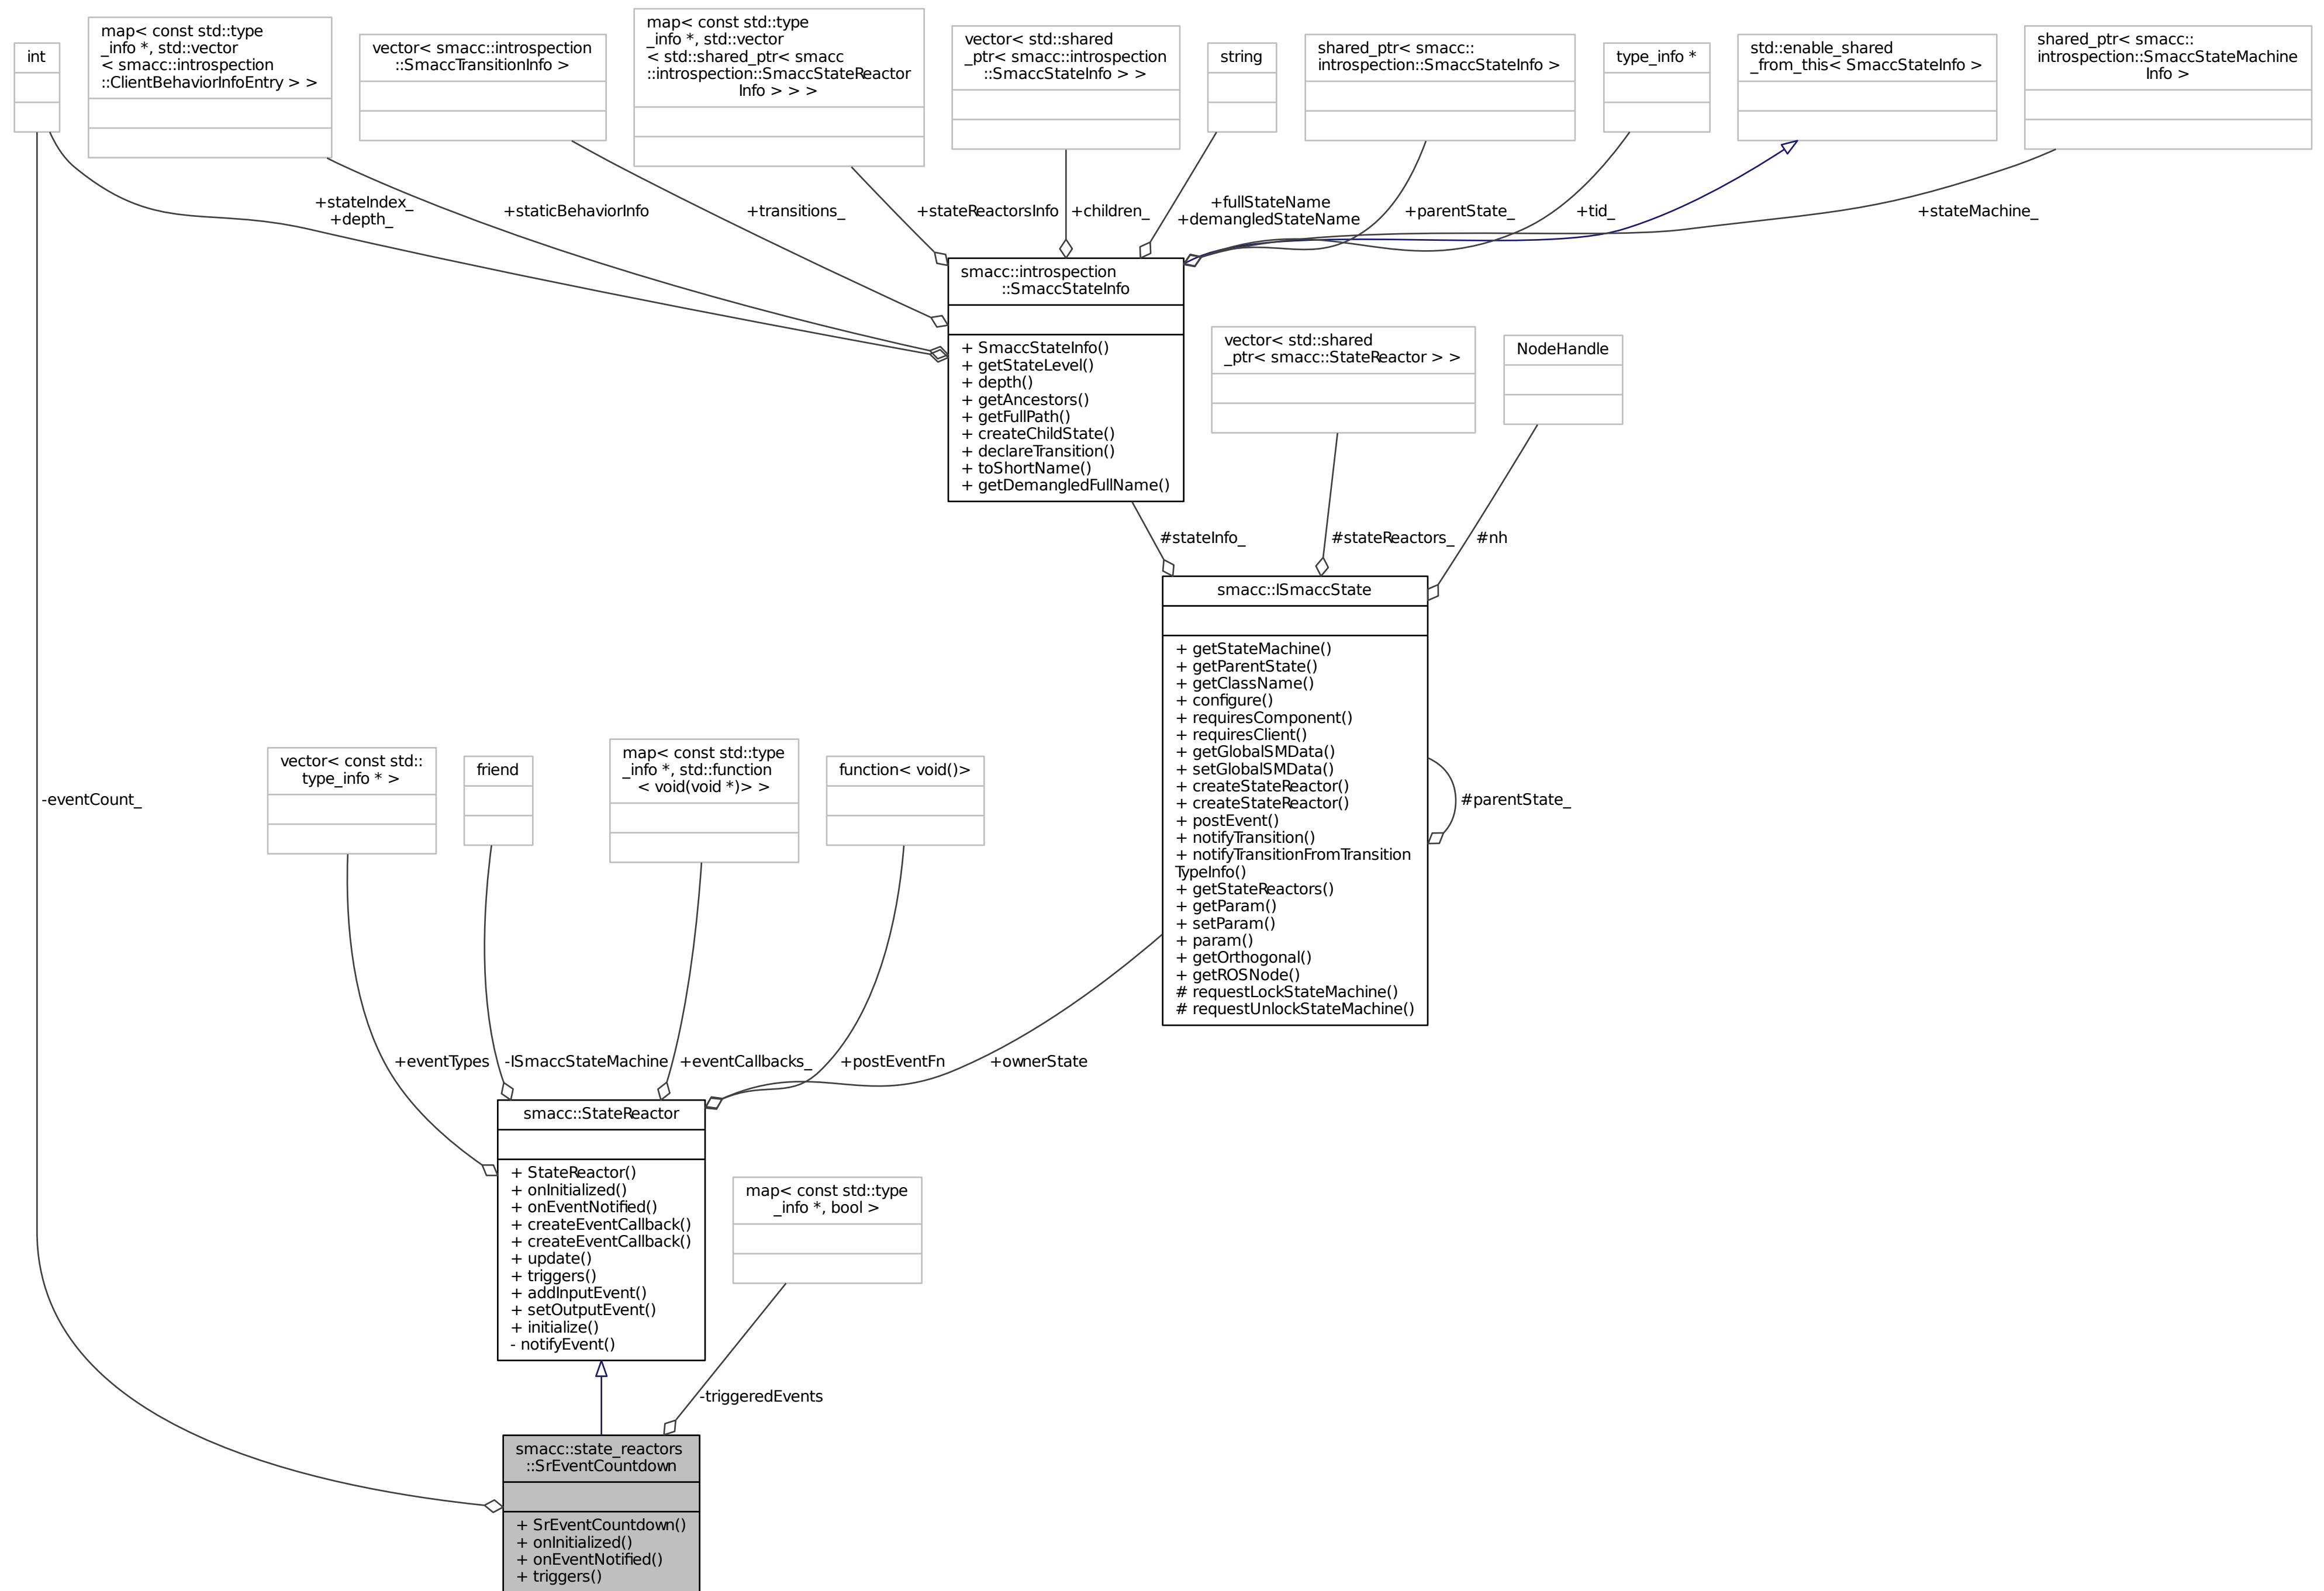 int
map< const std::type
_info *, std::vector
< smacc::introspection
::ClientBehaviorInfoEntry > >
vector< smacc::introspection
::SmaccTransitionInfo >
map< const std::type
_info *, std::vector
< std::shared_ptr< smacc
::introspection::SmaccStateReactor
Info > > >
vector< std::shared
_ptr< smacc::introspection
::SmaccStateInfo > >
string
shared_ptr< smacc::
introspection::SmaccStateInfo >
type_info *
std::enable_shared
_from_this< SmaccStateInfo >
shared_ptr< smacc::
introspection::SmaccStateMachine
Info >
+stateIndex_
+depth_
+staticBehaviorInfo
+transitions_
+stateReactorsInfo
+children_
+fullStateName
+demangledStateName
+parentState_
+tid_
+stateMachine_
smacc::introspection
::SmaccStateInfo
+ SmaccStateInfo()
+ getStateLevel()
+ depth()
+ getAncestors()
+ getFullPath()
+ createChildState()
+ declareTransition()
+ toShortName()
+ getDemangledFullName()
vector< std::shared
_ptr< smacc::StateReactor > >
NodeHandle
#stateInfo_
#stateReactors_
#nh
smacc::ISmaccState
+ getStateMachine()
+ getParentState()
+ getClassName()
+ configure()
+ requiresComponent()
+ requiresClient()
+ getGlobalSMData()
+ setGlobalSMData()
+ createStateReactor()
+ createStateReactor()
+ postEvent()
+ notifyTransition()
+ notifyTransitionFromTransition
TypeInfo()
+ getStateReactors()
+ getParam()
+ setParam()
+ param()
+ getOrthogonal()
+ getROSNode()
# requestLockStateMachine()
# requestUnlockStateMachine()
#parentState_
-eventCount_
vector< const std::
type_info * >
friend
map< const std::type
_info *, std::function
< void(void *)> >
function< void()>
+eventTypes
-ISmaccStateMachine
+eventCallbacks_
+postEventFn
+ownerState
smacc::StateReactor
+ StateReactor()
+ onInitialized()
+ onEventNotified()
+ createEventCallback()
+ createEventCallback()
+ update()
+ triggers()
+ addInputEvent()
+ setOutputEvent()
+ initialize()
- notifyEvent()
map< const std::type
_info *, bool >
-triggeredEvents
smacc::state_reactors
::SrEventCountdown
+ SrEventCountdown()
+ onInitialized()
+ onEventNotified()
+ triggers()